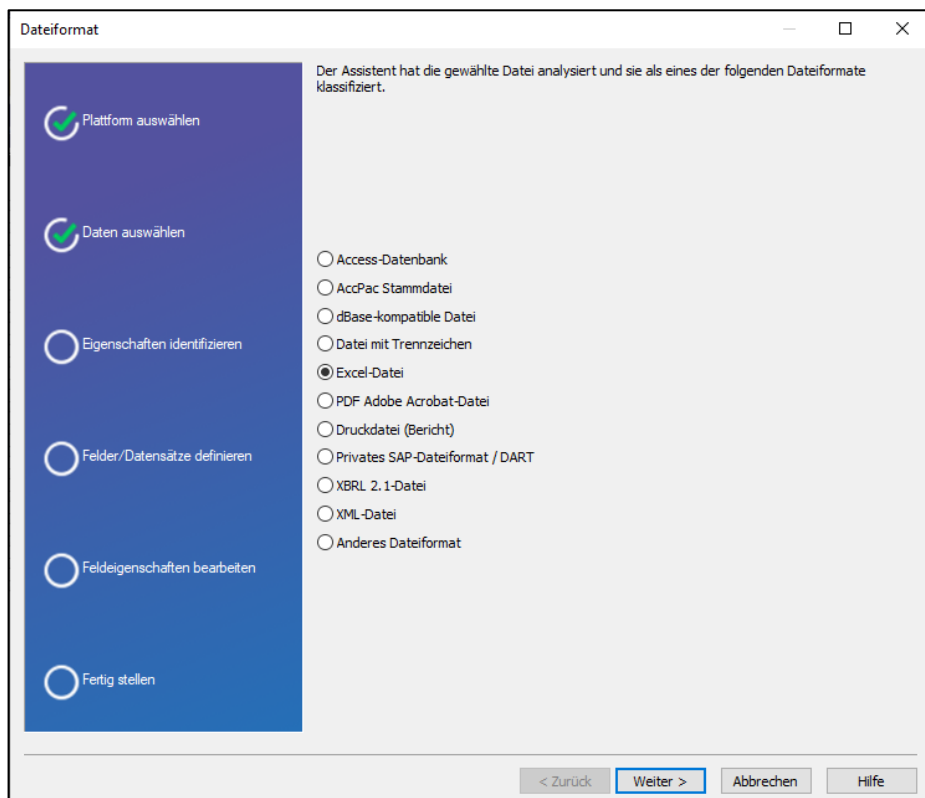 Dateiformat
Der Assistent hat die gewählte Datei analysiert und sie als eines der folgenden Dateiformate
klassifiziert.
Plattform auswählen
Daten auswählen
Eigenschaften identifizieren
Felder/Datensätze definieren
Feldeigenschaften bearbeiten
Fertig stellen
Access-Datenbank
AccPac Stammdatei
dBase-kompatible Datei
Datei mit Trennzeichen
Excel-Datei
PDF Adobe Acrobat-Datei
Druckdatei (Bericht)
Privates SAP-Dateiformat / DART
XBRL 2.1-Datei
XML-Datei
Anderes Dateiformat
< Zurück
Weiter >
Abbrechen
Hilfe